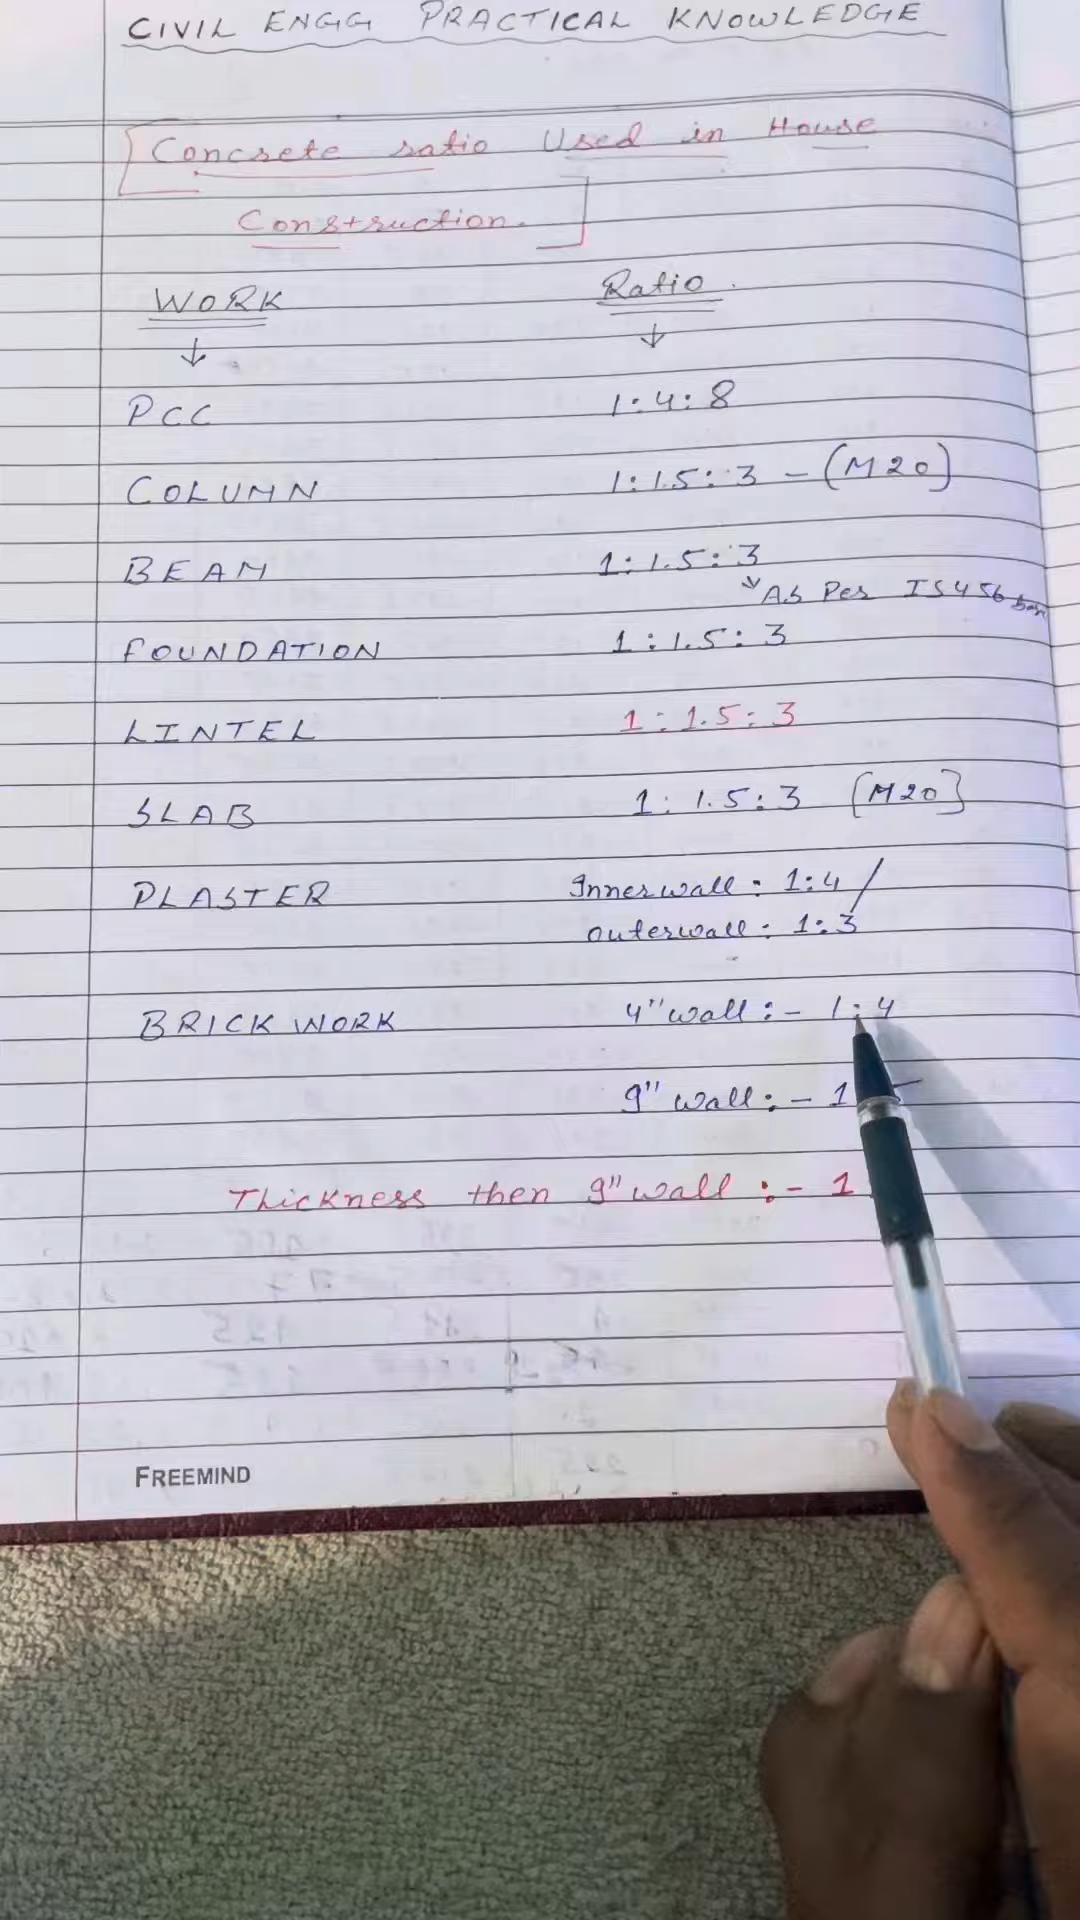 CIVIL ENGG PRACTICAL KNOWLEDGE
Concrete ratio Used in House
Construction.
WORK Ratio
PCC 1:4:8
COLUMN 1:1.5:3 - (M20)
BEAM 1:1.5:3
As Per IS456
FOUNDATION 1:1.5:3
LINTEL 1:1.5:3
SLAB 1:1.5:3 [M20]
PLASTER Innerwall: 1:4 /
outerwall: 1:3
BRICK WORK 4" wall:- 1:4
9" wall:- 1
Thickness then 9" wall:- 1
FREEMIND